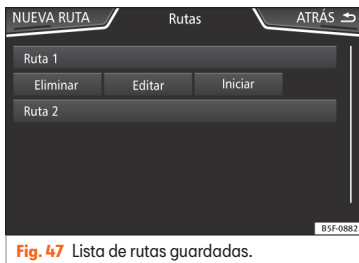 NUEVA RUTA Rutas ATRÁS
Ruta 1
Eliminar Editar Iniciar
Ruta 2
B5F-0882
Fig. 47 Lista de rutas guardadas.